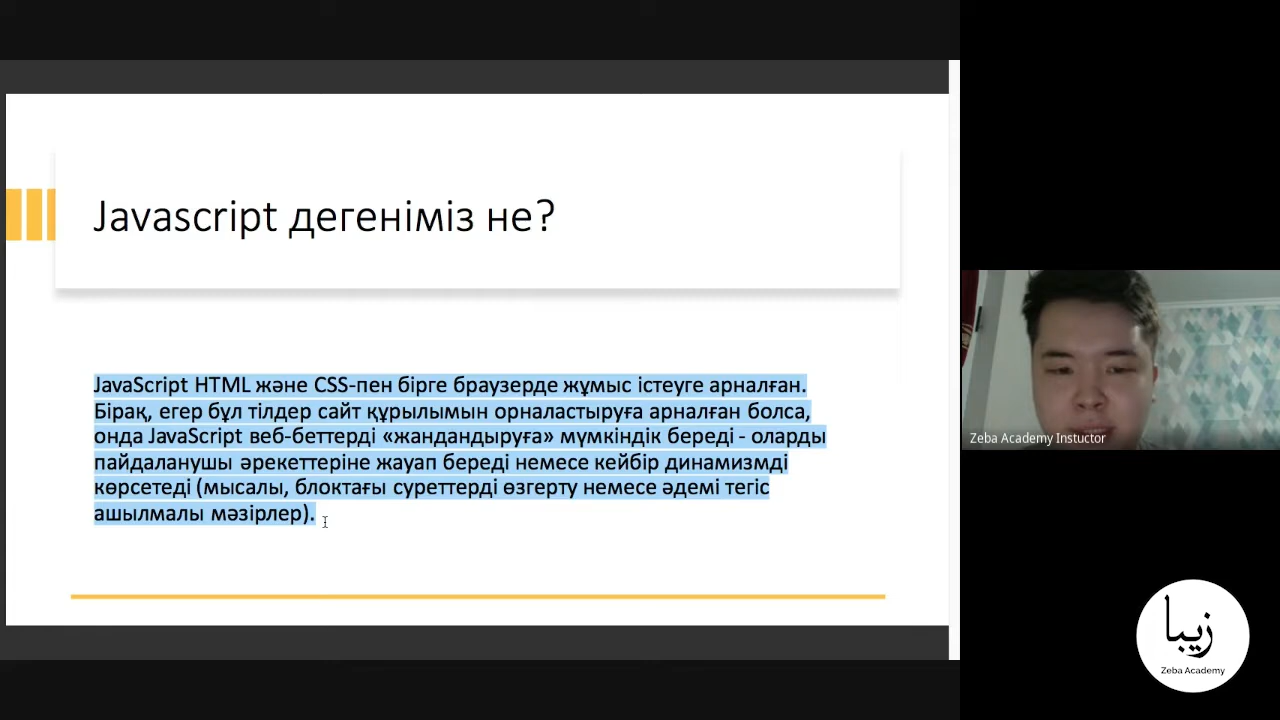 Javascript дегеніміз не?
JavaScript HTML және CSS-пен бірге браузерде жұмыс істеуге арналған.
Бірақ, егер бұл тілдер сайт құрылымын орналастыруға арналған болса,
онда JavaScript веб-беттерді «жандандыруға» мүмкіндік береді - оларды
пайдаланушы әрекеттеріне жауап береді немесе кейбір динамизмді
көрсетеді (мысалы, блоктағы суреттерді өзгерту немесе әдемі тегіс
ашылмалы мәзірлер).
Zeba Academy Instuctor
زيبا
Zeba Academy